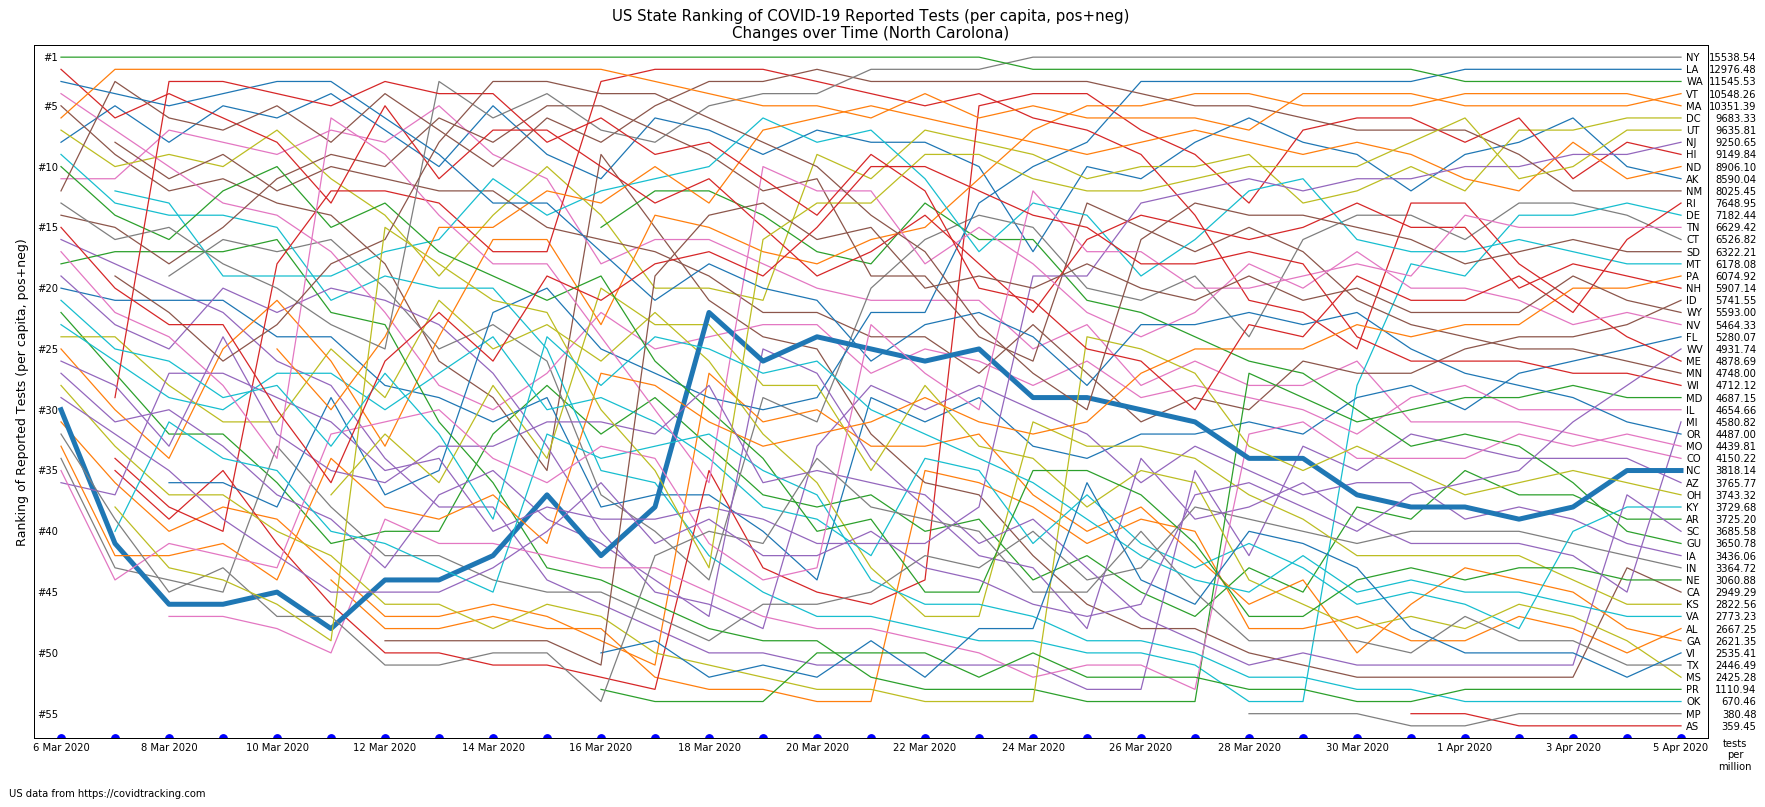 US State Ranking of COVID-19 Reported Tests (per capita, pos+neg)
Changes over Time (North Carolona)
Ranking of Reported Tests (per capita, pos+neg)
#1
#5
#10
#15
#20
#25
#30
#35
#40
#45
#50
#55
NY 15538.54
LA 12976.48
WA 11545.53
VT 10548.26
MA 10351.39
DC 9683.33
UT 9635.81
NJ 9250.65
HI 9149.84
ND 8906.10
AK 8590.04
NM 8025.45
RI 7648.95
DE 7182.44
TN 6629.42
CT 6526.82
SD 6322.21
MT 6178.08
PA 6074.92
NH 5907.14
ID 5741.55
WY 5593.00
NV 5464.33
FL 5280.07
WV 4931.74
ME 4878.69
MN 4748.00
WI 4712.12
MD 4687.15
IL 4654.66
MI 4580.82
OR 4487.00
MO 4439.81
CO 4150.22
NC 3818.14
AZ 3765.77
OH 3743.32
KY 3729.68
AR 3725.20
SC 3685.58
GU 3650.78
IA 3436.06
IN 3364.72
NE 3060.88
CA 2949.29
KS 2822.56
VA 2773.23
AL 2667.25
GA 2621.35
VI 2535.41
TX 2446.49
MS 2425.28
PR 1110.94
OK 670.46
MP 380.48
AS 359.45
6 Mar 2020 8 Mar 2020 10 Mar 2020 12 Mar 2020 14 Mar 2020 16 Mar 2020 18 Mar 2020 20 Mar 2020 22 Mar 2020 24 Mar 2020 26 Mar 2020 28 Mar 2020 30 Mar 2020 1 Apr 2020 3 Apr 2020 5 Apr 2020
tests
per
million
US data from https://covidtracking.com